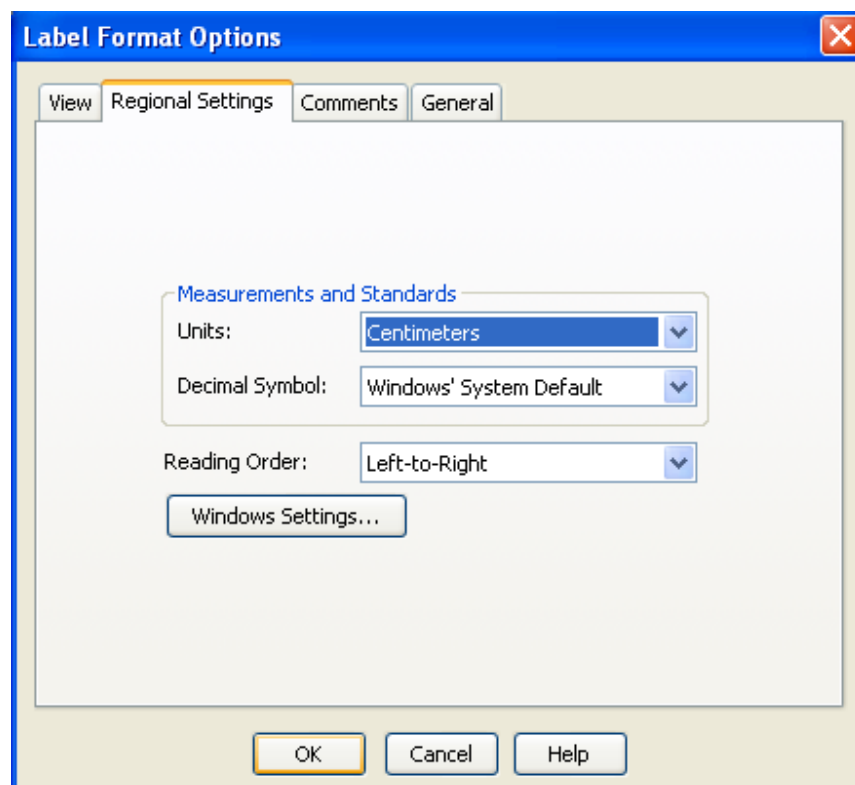 Label Format Options
View Regional Settings Comments General
Measurements and Standards
Units: Centimeters
Decimal Symbol: Windows' System Default
Reading Order: Left-to-Right
Windows Settings...
OK Cancel Help